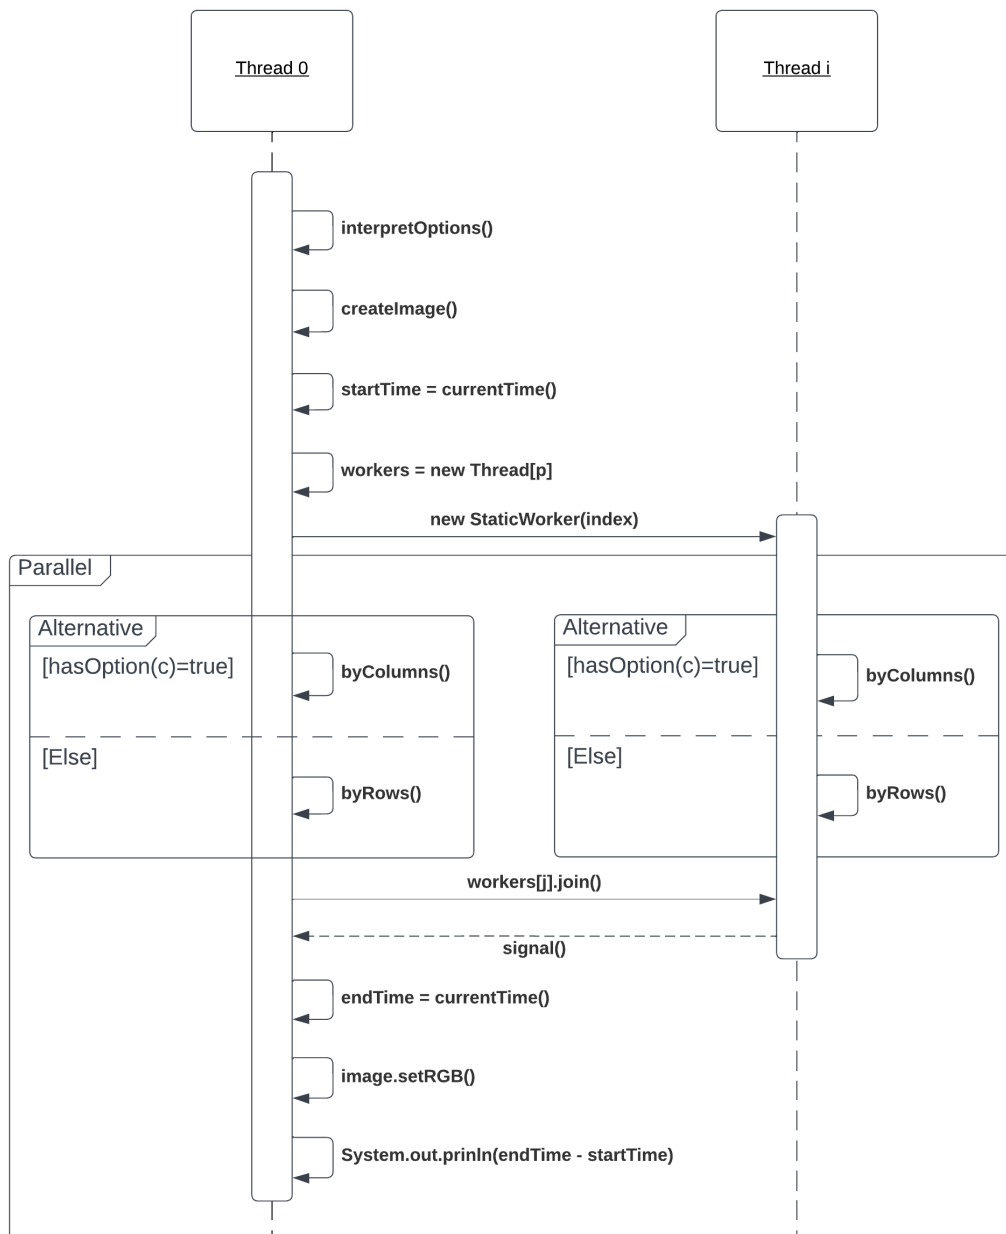 Thread 0
Thread i
interpretOptions()
createImage()
startTime = currentTime()
workers = new Thread[p]
new StaticWorker(index)
Parallel
Alternative
[hasOption(c)=true]
byColumns()
[Else]
byRows()
Alternative
[hasOption(c)=true]
byColumns()
[Else]
byRows()
workers[j].join()
signal()
endTime = currentTime()
image.setRGB()
System.out.prinln(endTime - startTime)